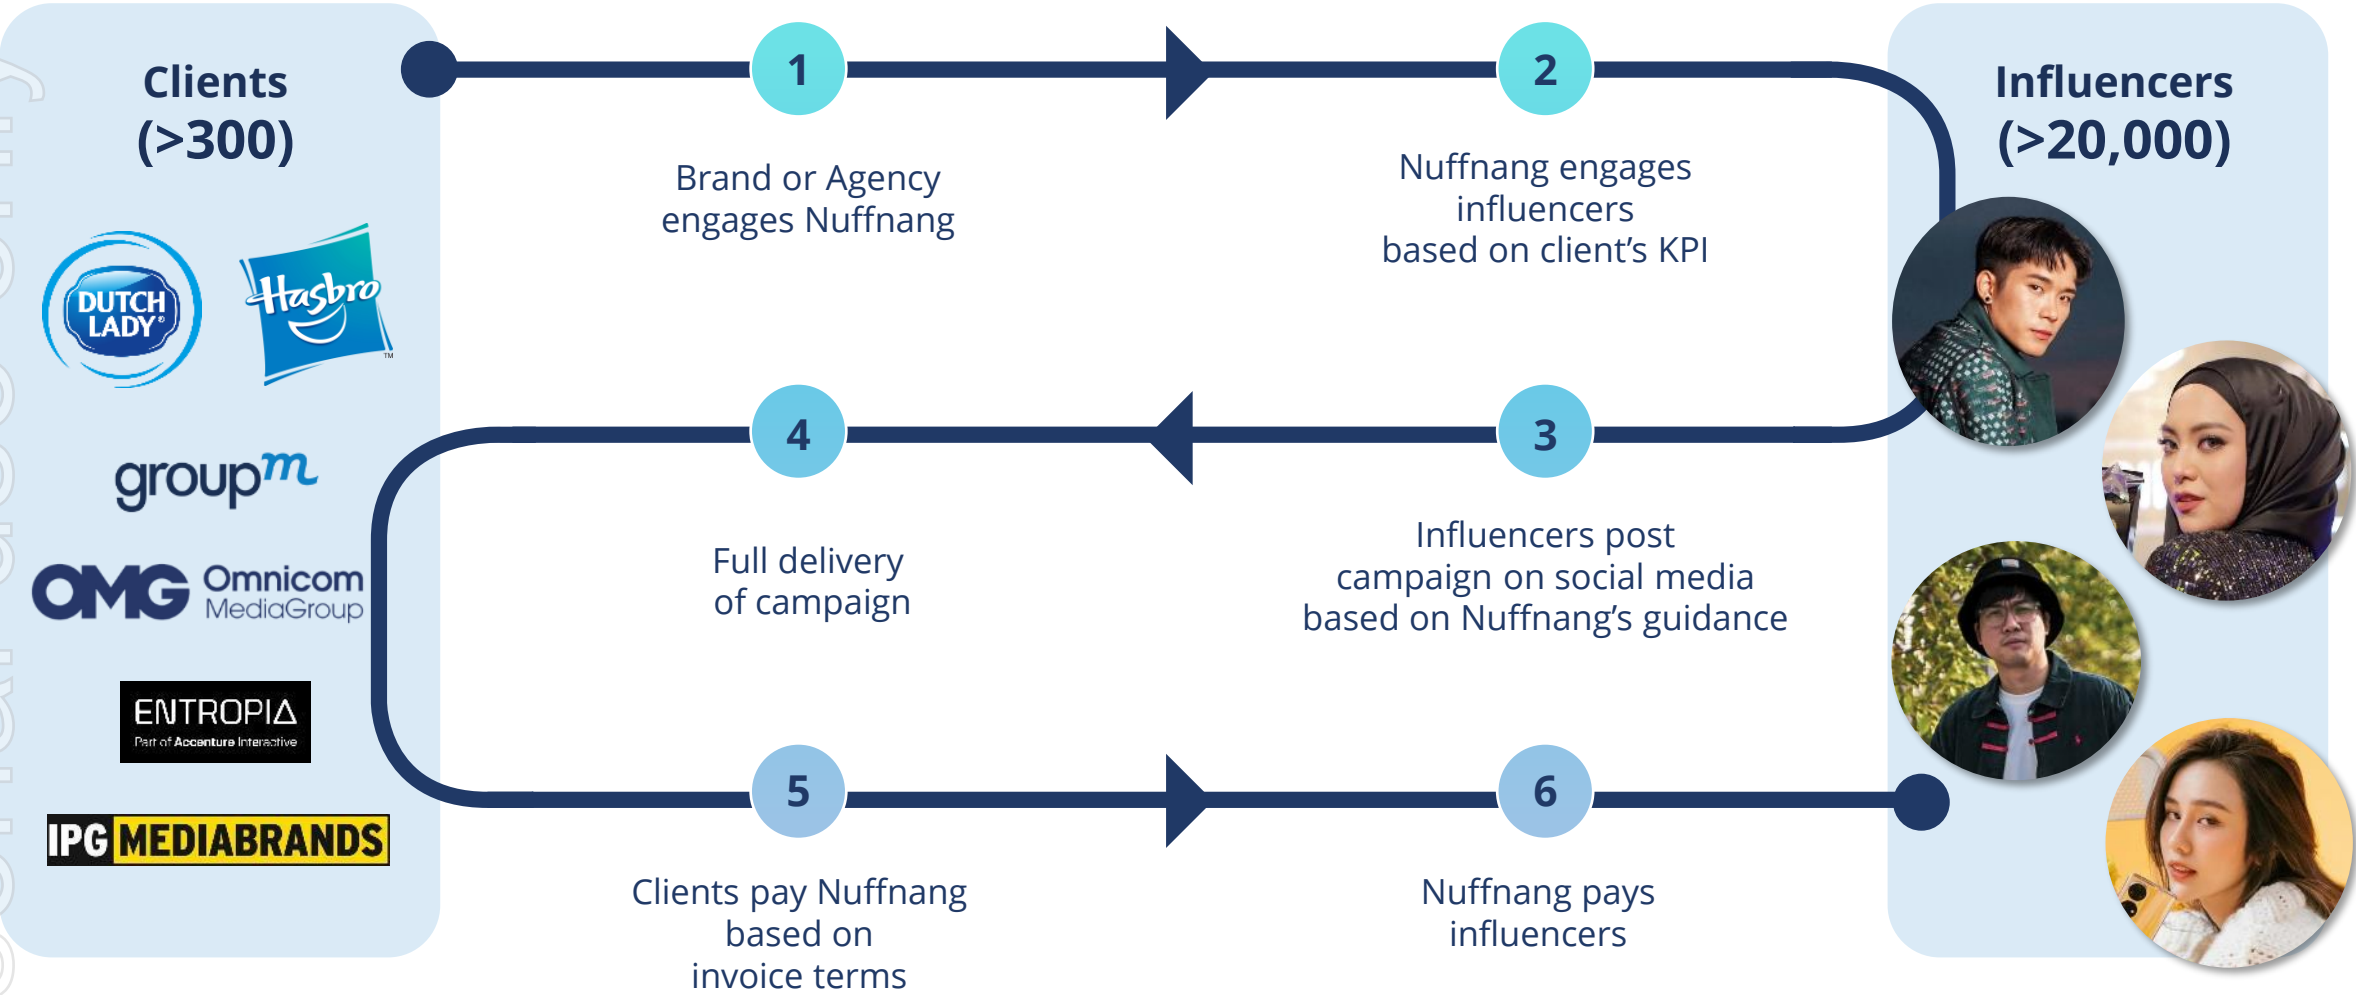 Clients
(>300)
DUTCH
LADY®
Hasbro
TM
groupm
OMG Omnicom
MediaGroup
ENTROPIA
Part of Accenture Interactive
IPG MEDIABRANDS
1
Brand or Agency
engages Nuffnang
2
Nuffnang engages
influencers
based on client’s KPI
3
Influencers post
campaign on social media
based on Nuffnang’s guidance
4
Full delivery
of campaign
5
Clients pay Nuffnang
based on
invoice terms
6
Nuffnang pays
influencers
Influencers
(>20,000)